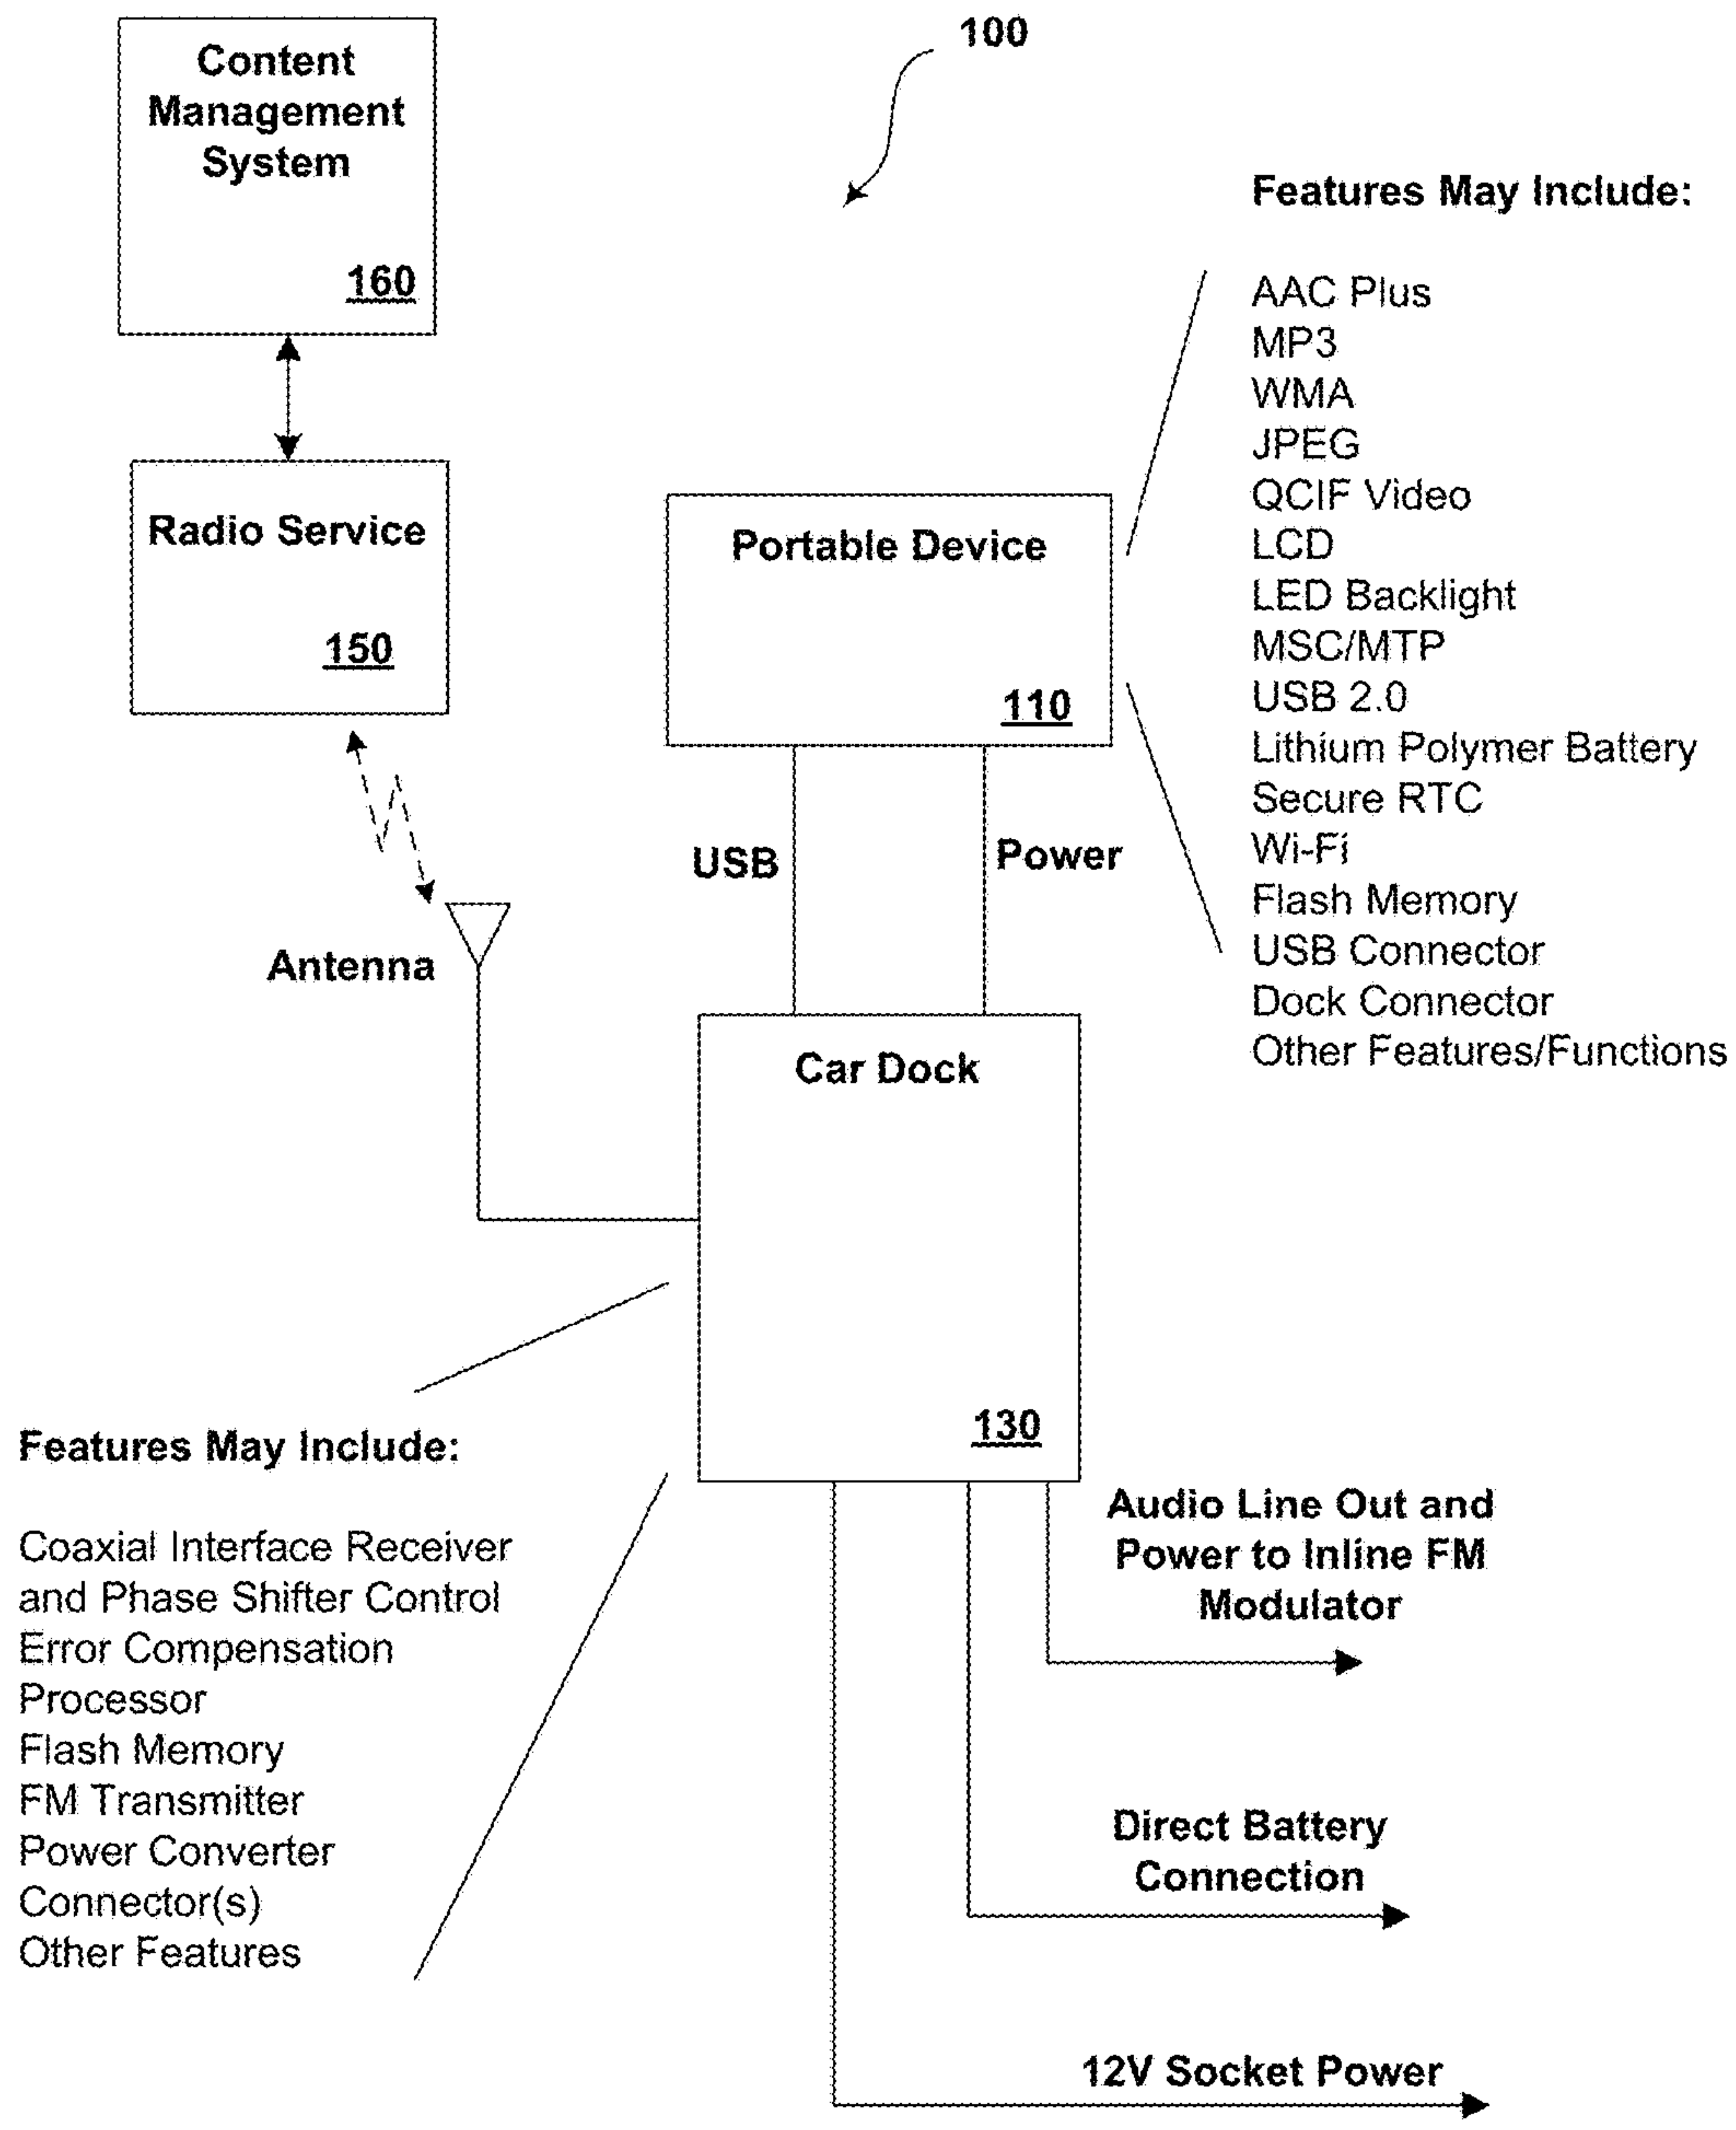 100
Content
Management
System
160
Radio Service
150
Antenna
Portable Device
110
USB
Power
Features May Include:
AAC Plus
MP3
WMA
JPEG
QCIF Video
LCD
LED Backlight
MSC/MTP
USB 2.0
Lithium Polymer Battery
Secure RTC
Wi-Fi
Flash Memory
USB Connector
Dock Connector
Other Features/Functions
Car Dock
130
Features May Include:
Coaxial Interface Receiver
and Phase Shifter Control
Error Compensation
Processor
Flash Memory
FM Transmitter
Power Converter
Connector(s)
Other Features
Audio Line Out and
Power to Inline FM
Modulator
Direct Battery
Connection
12V Socket Power